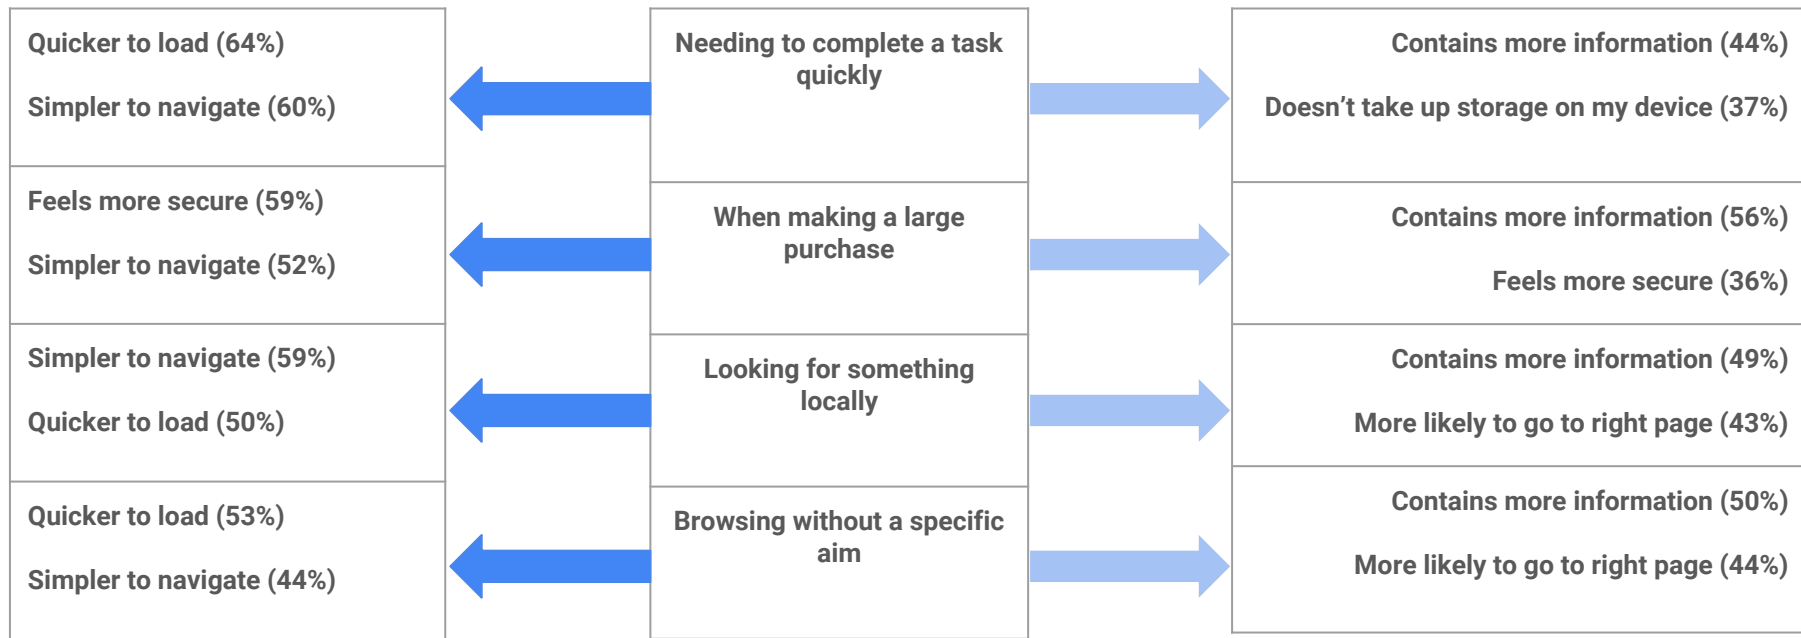 Quicker to load (64%)
Simpler to navigate (60%)
Needing to complete a task
quickly
Contains more information (44%)
Doesn’t take up storage on my device (37%)
Feels more secure (59%)
Simpler to navigate (52%)
When making a large
purchase
Contains more information (56%)
Feels more secure (36%)
Simpler to navigate (59%)
Quicker to load (50%)
Looking for something
locally
Contains more information (49%)
More likely to go to right page (43%)
Quicker to load (53%)
Simpler to navigate (44%)
Browsing without a specific
aim
Contains more information (50%)
More likely to go to right page (44%)